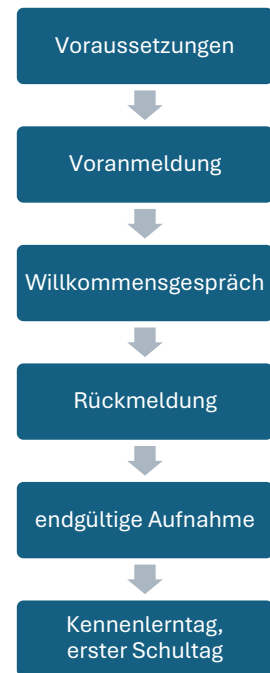 Voraussetzungen
Voranmeldung
Willkommensgespräch
Rückmeldung
endgültige Aufnahme
Kennenlerntag,
erster Schultag